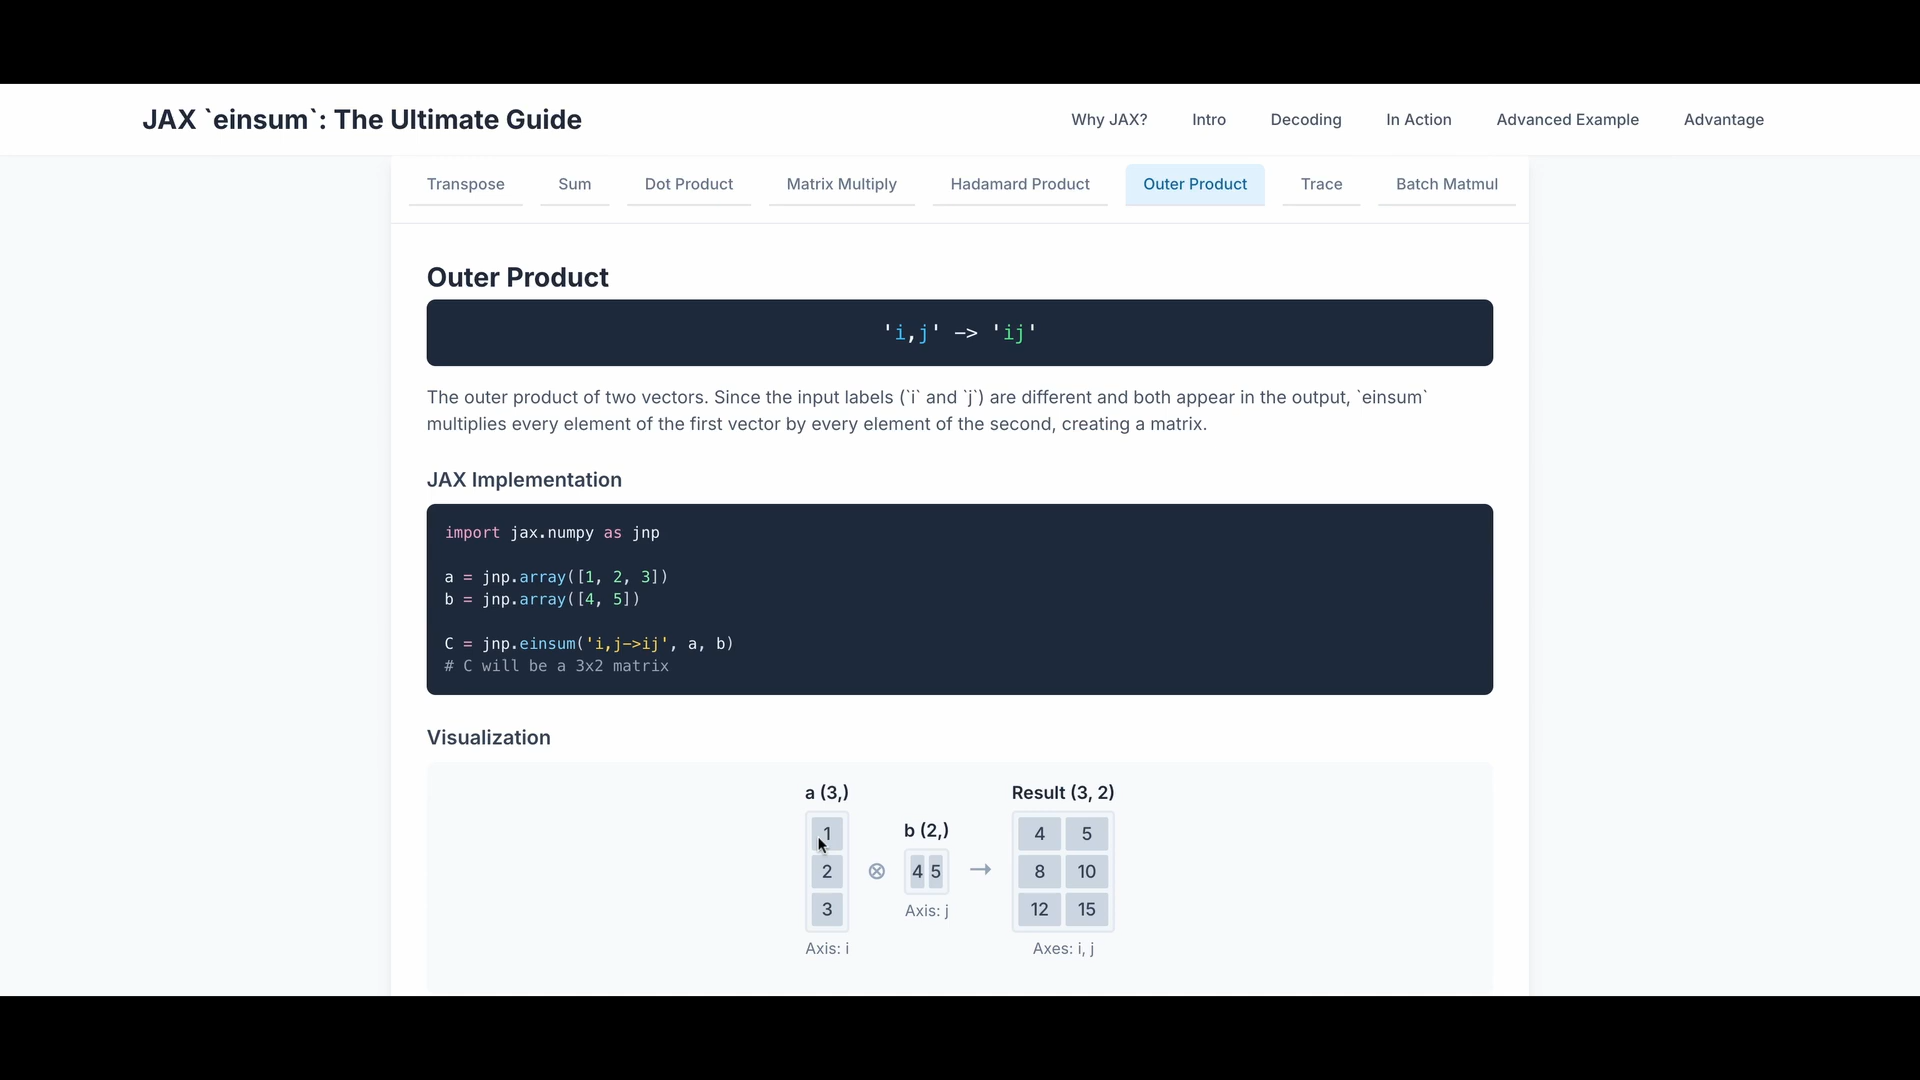 JAX `einsum`: The Ultimate Guide
Why JAX? Intro Decoding In Action Advanced Example Advantage
Transpose Sum Dot Product Matrix Multiply Hadamard Product Outer Product Trace Batch Matmul
Outer Product
'i,j' -> 'ij'
The outer product of two vectors. Since the input labels (`i` and `j`) are different and both appear in the output, `einsum`
multiplies every element of the first vector by every element of the second, creating a matrix.
JAX Implementation
import jax.numpy as jnp
a = jnp.array([1, 2, 3])
b = jnp.array([4, 5])
C = jnp.einsum('i,j->ij', a, b)
# C will be a 3x2 matrix
Visualization
a (3,)
1
2
3
Axis: i
⊗
b (2,)
4 5
Axis: j
→
Result (3, 2)
4 5
8 10
12 15
Axes: i, j